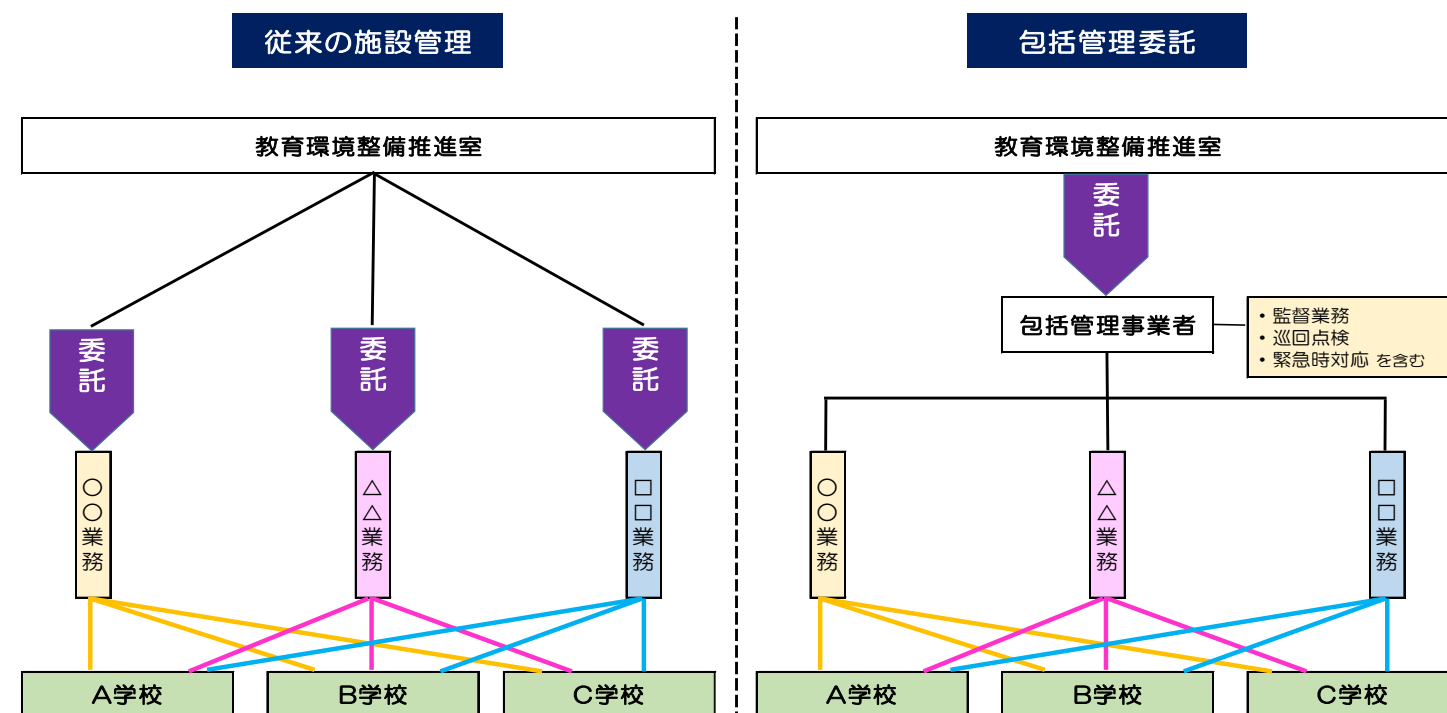 従来の施設管理
教育環境整備推進室
委託
委託
委託
〇〇業務
△△業務
□□業務
A学校
B学校
C学校
包括管理委託
教育環境整備推進室
委託
包括管理事業者
・監督業務
・巡回点検
・緊急時対応 を含む
〇〇業務
△△業務
□□業務
A学校
B学校
C学校